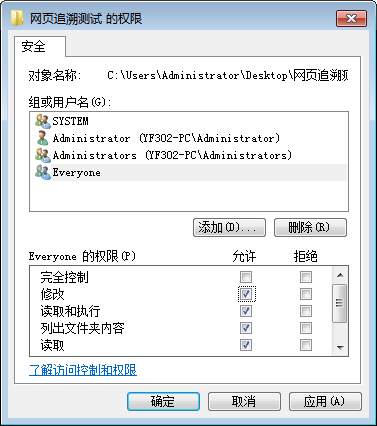 网页追溯测试 的权限
安全
对象名称: C:\Users\Administrator\Desktop\网页追溯测
组或用户名(G):
SYSTEM
Administrator (YF302-PC\Administrator)
Administrators (YF302-PC\Administrators)
Everyone
添加(D)... 删除(R)
Everyone 的权限(P) 允许 拒绝
完全控制
修改
读取和执行
列出文件夹内容
读取
了解访问控制和权限
确定 取消 应用(A)